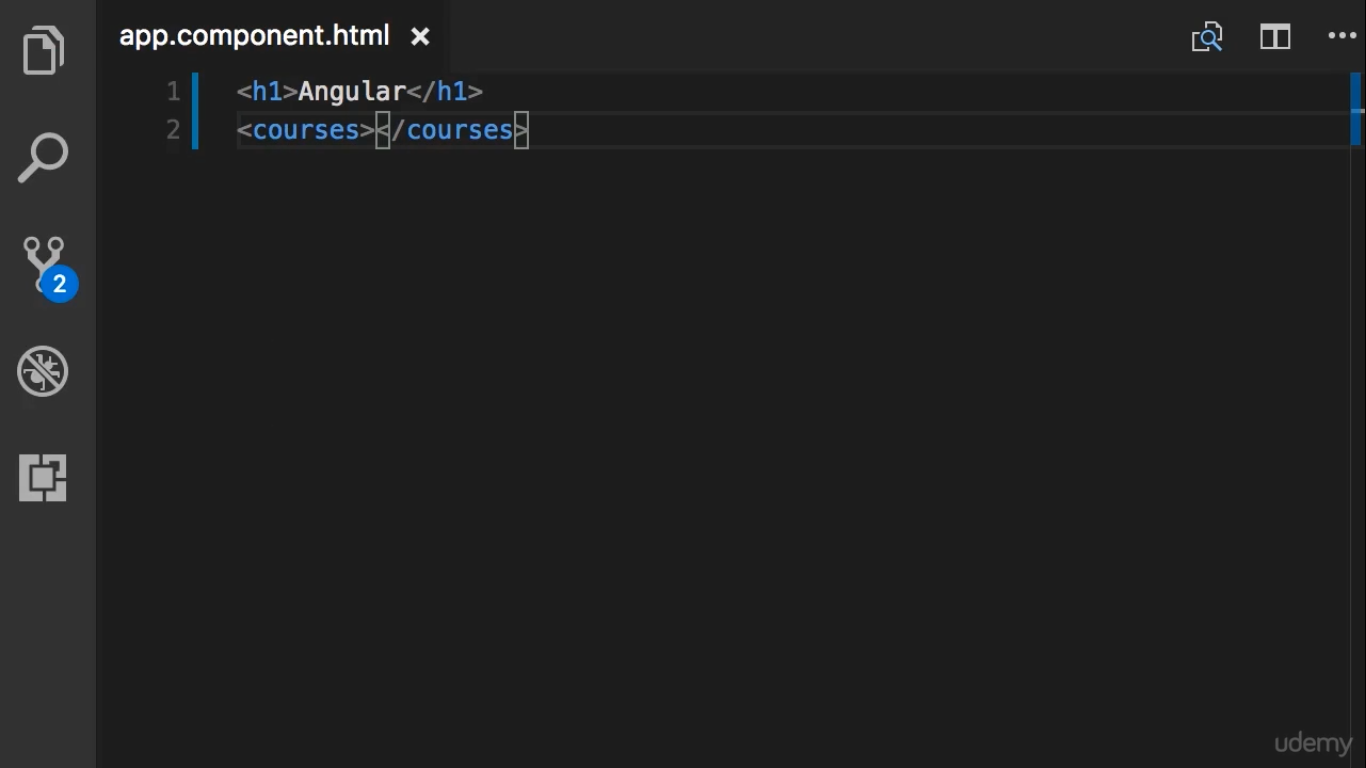 app.component.html
1 <h1>Angular</h1>
2 <courses></courses>
2
udemy